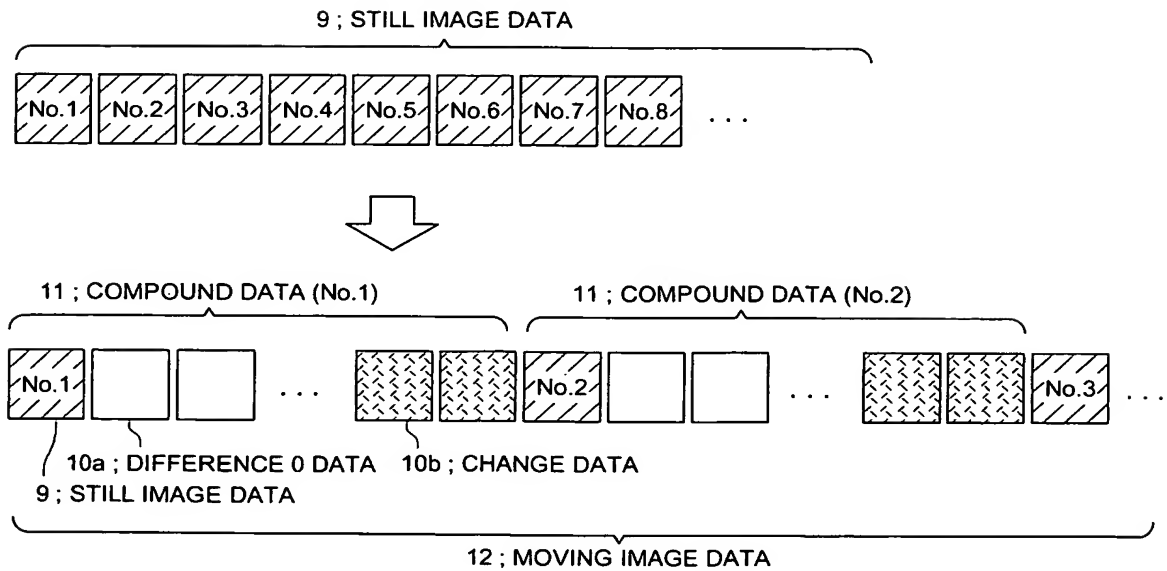 9 ; STILL IMAGE DATA
No.1 No.2 No.3 No.4 No.5 No.6 No.7 No.8 . . .
11 ; COMPOUND DATA (No.1) 11 ; COMPOUND DATA (No.2)
No.1 . . . No.2 . . . No.3 . . .
10a ; DIFFERENCE 0 DATA 10b ; CHANGE DATA
9 ; STILL IMAGE DATA
12 ; MOVING IMAGE DATA